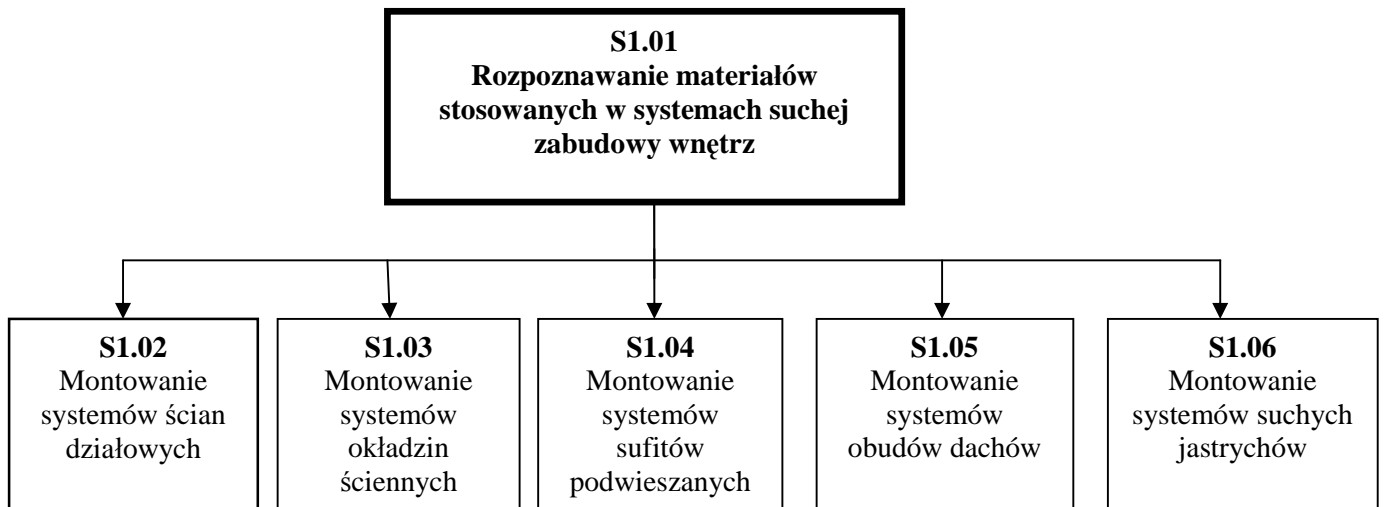 S1.01
Rozpoznawanie materiałów
stosowanych w systemach suchej
zabudowy wnętrz
S1.02
Montowanie
systemów ścian
działowych
S1.03
Montowanie
systemów
okładzin
ściennych
S1.04
Montowanie
systemów
sufitów
podwieszanych
S1.05
Montowanie
systemów
obudów dachów
S1.06
Montowanie
systemów suchych
jastrychów